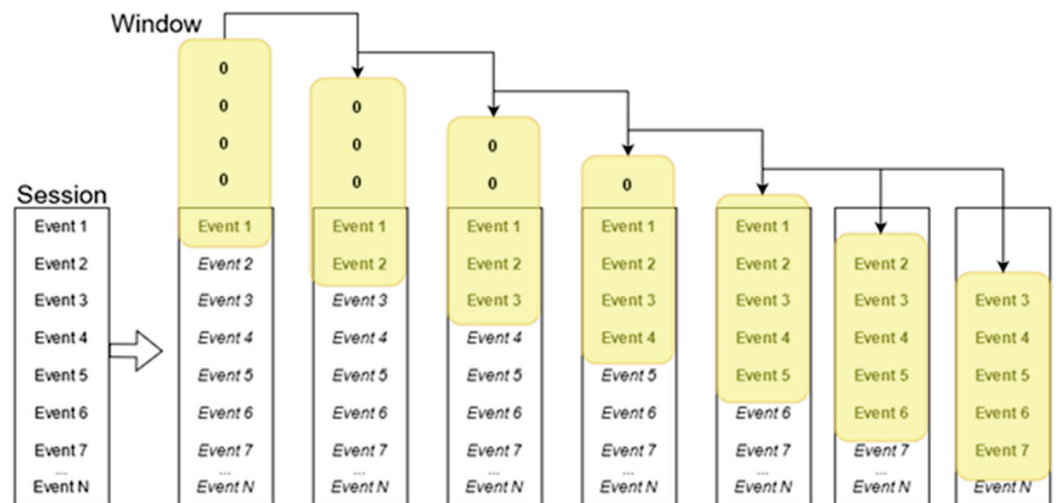 Window
Session
Event 1
Event 2
Event 3
Event 4
Event 5
Event 6
Event 7
...
Event N
0
0
0
0
Event 1
Event 2
Event 3
Event 4
Event 5
Event 6
Event 7
...
Event N
0
0
0
Event 1
Event 2
Event 3
Event 4
Event 5
Event 6
Event 7
...
Event N
0
0
Event 1
Event 2
Event 3
Event 4
Event 5
Event 6
Event 7
...
Event N
0
Event 1
Event 2
Event 3
Event 4
Event 5
Event 6
Event 7
...
Event N
Event 1
Event 2
Event 3
Event 4
Event 5
Event 6
Event 7
...
Event N
Event 2
Event 3
Event 4
Event 5
Event 6
Event 7
...
Event N
Event 3
Event 4
Event 5
Event 6
Event 7
Event N